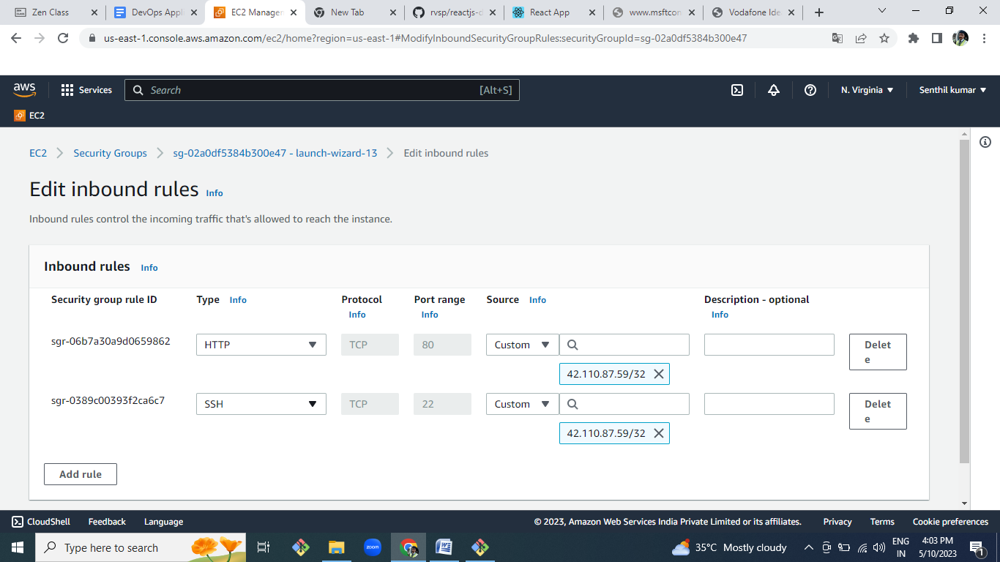 Zen Class
DevOps Appl
EC2 Managem
New Tab
rvsp/reactjs-d
React App
www.msftcon
Vodafone Ide
us-east-1.console.aws.amazon.com/ec2/home?region=us-east-1#ModifyInboundSecurityGroupRules:securityGroupId=sg-02a0df5384b300e47
aws
Services
Search
[Alt+S]
N. Virginia
Senthil kumar
EC2
EC2
Security Groups
sg-02a0df5384b300e47 - launch-wizard-13
Edit inbound rules
Edit inbound rules Info
Inbound rules control the incoming traffic that's allowed to reach the instance.
Inbound rules Info
Security group rule ID
Type Info
Protocol
Info
Port range
Info
Source Info
Description - optional
Info
sgr-06b7a30a9d0659862
HTTP
TCP
80
Custom
42.110.87.59/32
Delet
e
sgr-0389c00393f2ca6c7
SSH
TCP
22
Custom
42.110.87.59/32
Delet
e
Add rule
CloudShell
Feedback
Language
© 2023, Amazon Web Services India Private Limited or its affiliates.
Privacy
Terms
Cookie preferences
Type here to search
zoom
35°C Mostly cloudy
ENG
IN
4:03 PM
5/10/2023
1